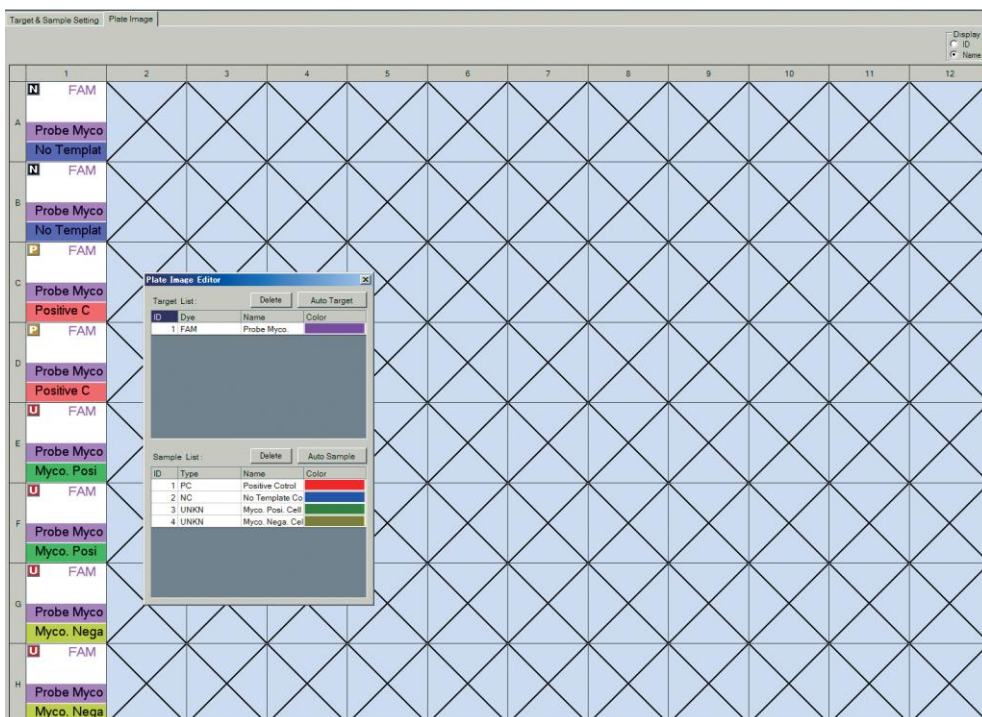 Target & Sample Setting Plate Image
Display
ID
Name
1 2 3 4 5 6 7 8 9 10 11 12
A
N FAM
Probe Myco
No Templat
B
N FAM
Probe Myco
No Templat
C
P FAM
Probe Myco
Positive C
D
P FAM
Probe Myco
Positive C
E
U FAM
Probe Myco
Myco. Posi
F
U FAM
Probe Myco
Myco. Posi
G
U FAM
Probe Myco
Myco. Nega
H
U FAM
Probe Myco
Myco. Nega
Plate Image Editor
Target List: Delete Auto Target
ID Dye Name Color
1 FAM Probe Myco.
Sample List: Delete Auto Sample
ID Type Name Color
1 PC Positive Cotrol
2 NC No Template Co
3 UNKN Myco. Posi. Cell
4 UNKN Myco. Nega. Cel